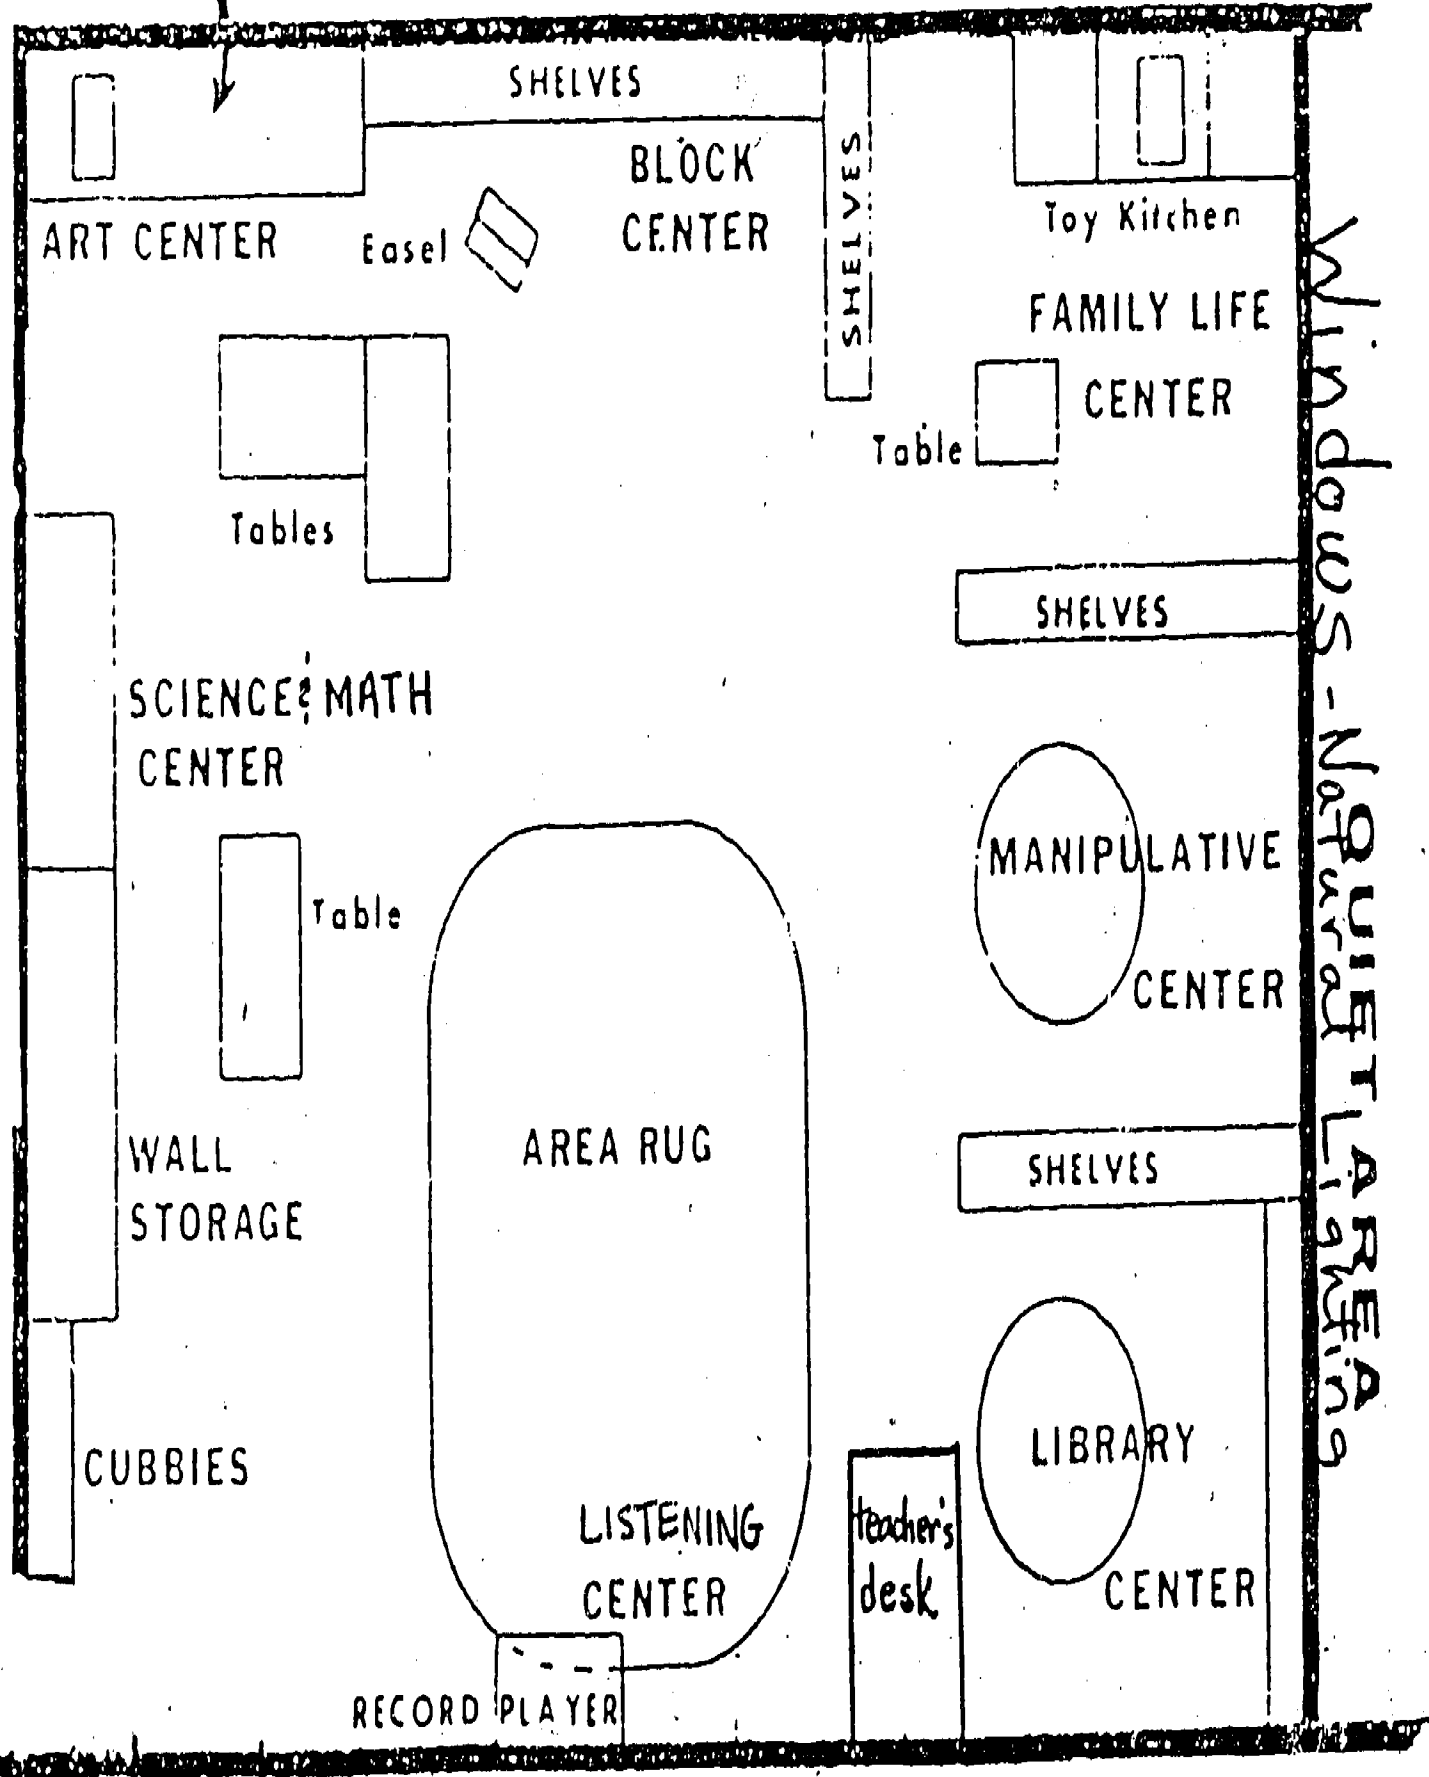 SHELVES
BLOCK
CENTER
SHELVES
Toy Kitchen
ART CENTER
Easel
FAMILY LIFE
CENTER
Table
Tables
SHELVES
SCIENCE & MATH
CENTER
Table
MANIPULATIVE
CENTER
AREA RUG
WALL
STORAGE
SHELVES
CUBBIES
LISTENING
CENTER
teacher's
desk
LIBRARY
CENTER
RECORD PLAYER
Windows - Natural Lighting
QUIET AREA